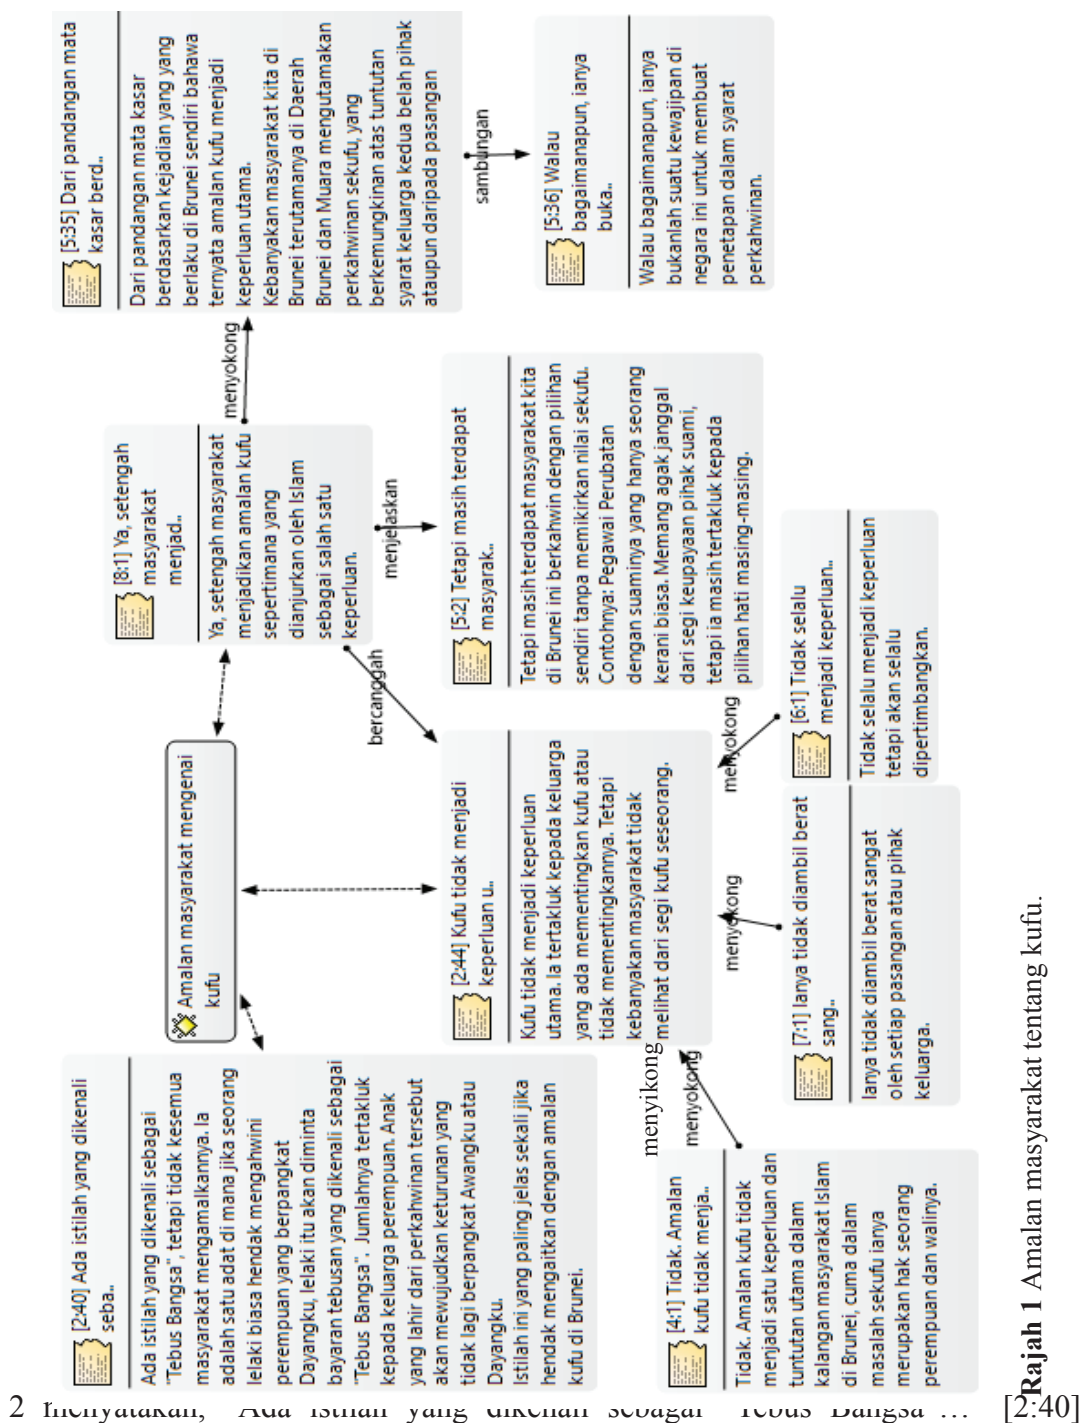 Amalan masyarakat mengenai
kufu
[2:40] Ada istilah yang dikenali
seba..
Ada istilah yang dikenali sebagai
"Tebus Bangsa", tetapi tidak kesemua
masyarakat mengamalkannya. Ia
adalah satu adat di mana jika seorang
lelaki biasa hendak mengahwini
perempuan yang berpangkat
Dayangku, lelaki itu akan diminta
bayaran tebusan yang dikenali sebagai
"Tebus Bangsa". Jumlahnya tertakluk
kepada keluarga perempuan. Anak
yang lahir dari perkahwinan tersebut
akan mewujudkan keturunan yang
tidak lagi berpangkat Awangku atau
Dayangku.
Istilah ini yang paling jelas sekali jika
hendak mengaitkan dengan amalan
kufu di Brunei.
[8:1] Ya, setengah
masyarakat
menjad..
Ya, setengah masyarakat
menjadikan amalan kufu
sepertimana yang
dianjurkan oleh Islam
sebagai salah satu
keperluan.
menyokong
[5:35] Dari pandangan mata
kasar berd..
Dari pandangan mata kasar
berdasarkan kejadian yang yang
berlaku di Brunei sendiri bahawa
ternyata amalan kufu menjadi
keperluan utama.
Kebanyakan masyarakat kita di
Brunei terutamanya di Daerah
Brunei dan Muara mengutamakan
perkahwinan sekufu, yang
berkemungkinan atas tuntutan
syarat keluarga kedua belah pihak
ataupun daripada pasangan
sambungan
[5:36] Walau
bagaimanapun, ianya
buka..
Walau bagaimanapun, ianya
bukanlah suatu kewajipan di
negara ini untuk membuat
penetapan dalam syarat
perkahwinan.
bercanggah
menjelaskan
[2:44] Kufu tidak menjadi
keperluan u..
Kufu tidak menjadi keperluan
utama. Ia tertakluk kepada keluarga
yang ada mementingkan kufu atau
tidak mementingkannya. Tetapi
kebanyakan masyarakat tidak
melihat dari segi kufu seseorang.
[5:2] Tetapi masih terdapat
masyarak..
Tetapi masih terdapat masyarakat kita
di Brunei ini berkahwin dengan pilihan
sendiri tanpa memikirkan nilai sekufu.
Contohnya: Pegawai Perubatan
dengan suaminya yang hanya seorang
kerani biasa. Memang agak janggal
dari segi keupayaan pihak suami,
tetapi ia masih tertakluk kepada
pilihan hati masing-masing.
menyikong
menyokong
menyokong
menyokong
[4:1] Tidak. Amalan
kufu tidak menja..
Tidak. Amalan kufu tidak
menjadi satu keperluan dan
tuntutan utama dalam
kalangan masyarakat Islam
di Brunei, cuma dalam
masalah sekufu ianya
merupakan hak seorang
perempuan dan walinya.
[7:1] Ianya tidak diambil berat
sang..
Ianya tidak diambil berat sangat
oleh setiap pasangan atau pihak
keluarga.
[6:1] Tidak selalu
menjadi keperluan..
Tidak selalu menjadi keperluan
tetapi akan selalu
dipertimbangkan.
Rajah 1 Amalan masyarakat tentang kufu.
2 menyatakan, "Ada istilah yang dikenali sebagai "Tebus Bangsa"... [2:40]